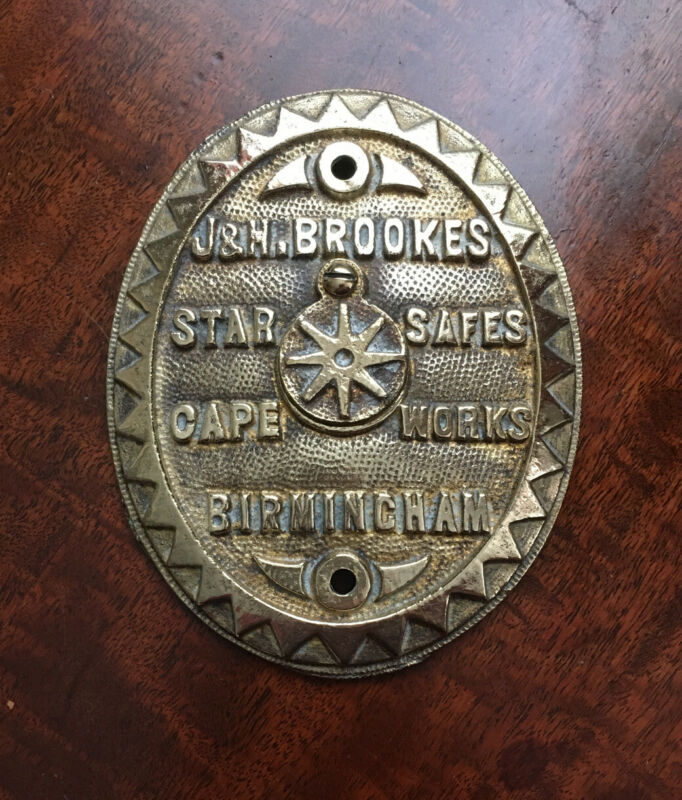 J&H. BROOKES
STAR SAFES
CAPE WORKS
BIRMINGHAM